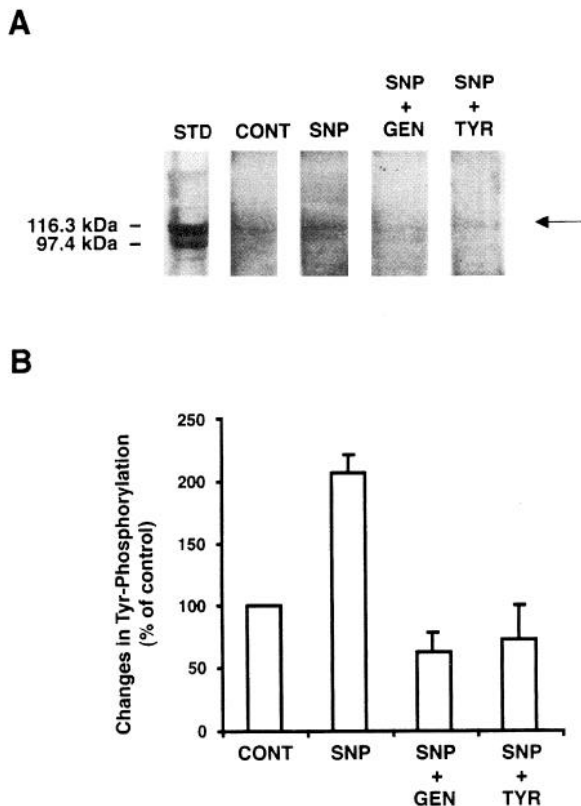 A
STD CONT SNP SNP + GEN SNP + TYR
116.3 kDa –
97.4 kDa –
B
Changes in Tyr-Phosphorylation
(% of control)
250
200
150
100
50
0
CONT SNP SNP + GEN SNP + TYR